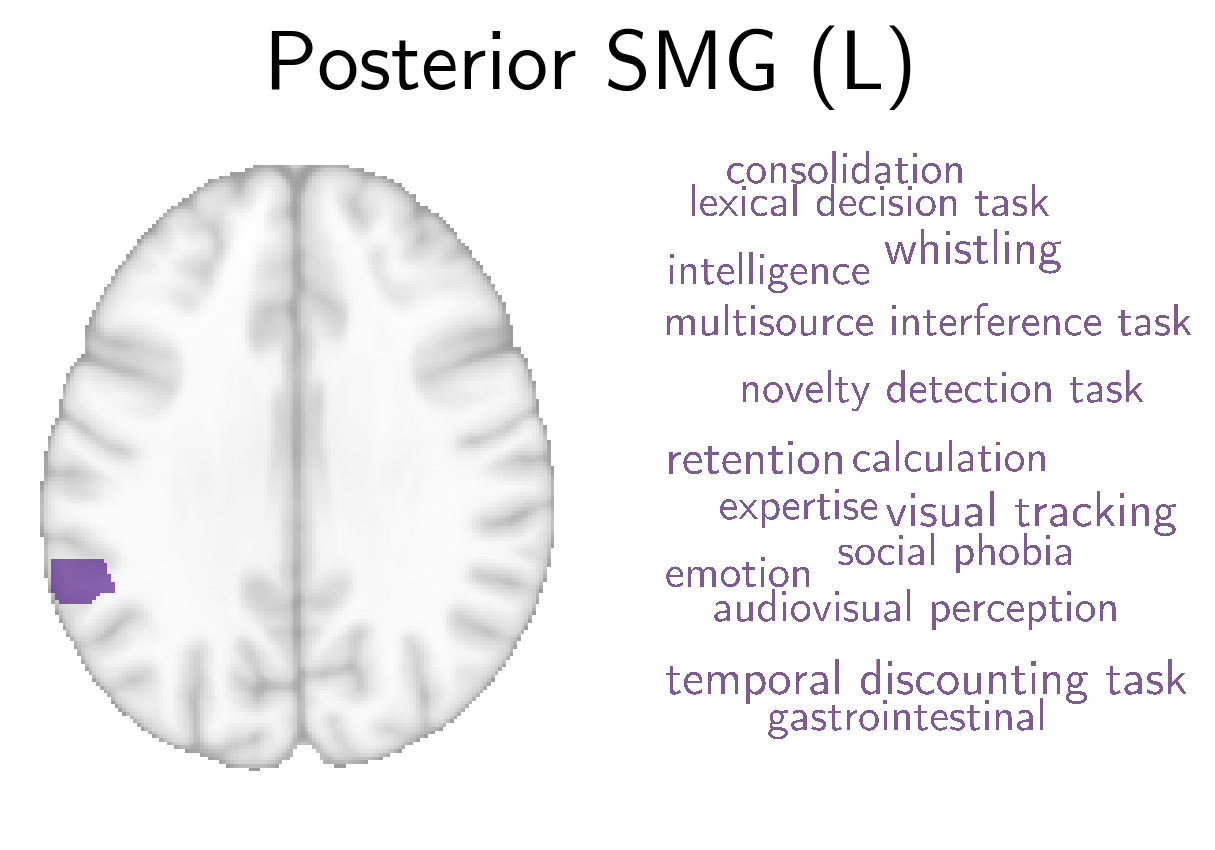 Posterior SMG (L)
consolidation
lexical decision task
whistling
intelligence
multisource interference task
novelty detection task
retention calculation
expertise visual tracking
social phobia
emotion
audiovisual perception
temporal discounting task
gastrointestinal